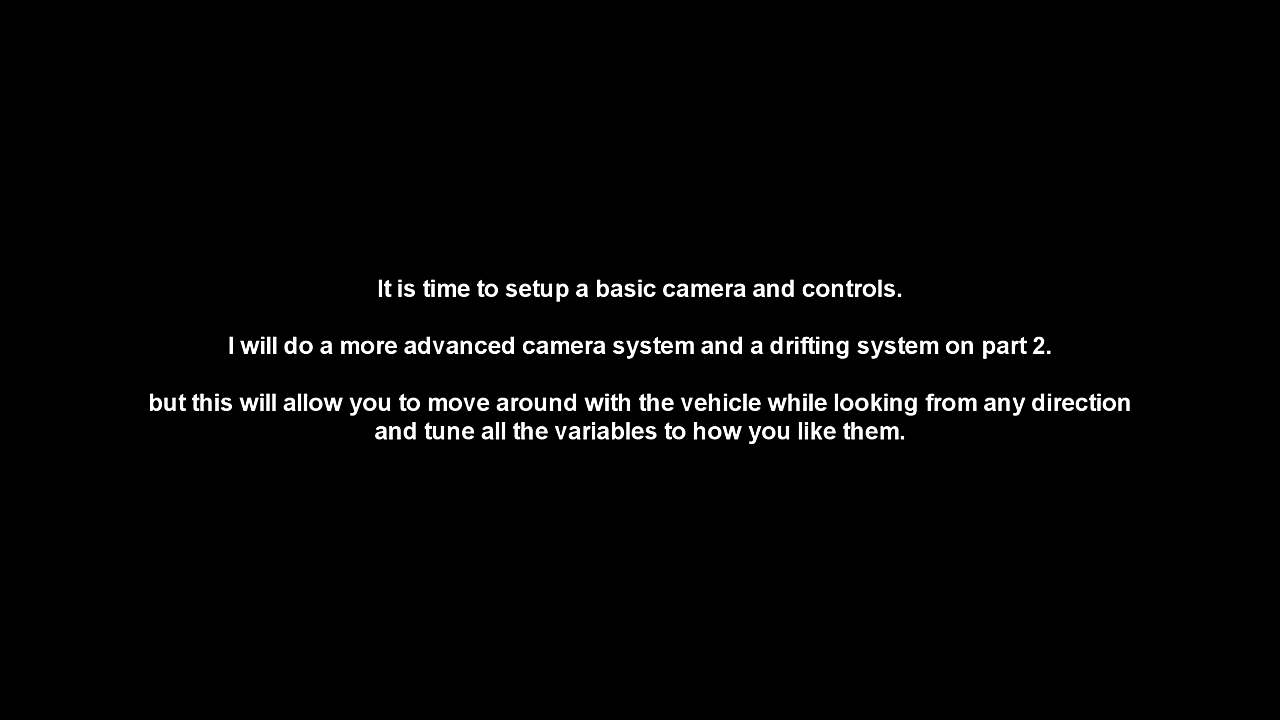 It is time to setup a basic camera and controls.
I will do a more advanced camera system and a drifting system on part 2.
but this will allow you to move around with the vehicle while looking from any direction
and tune all the variables to how you like them.